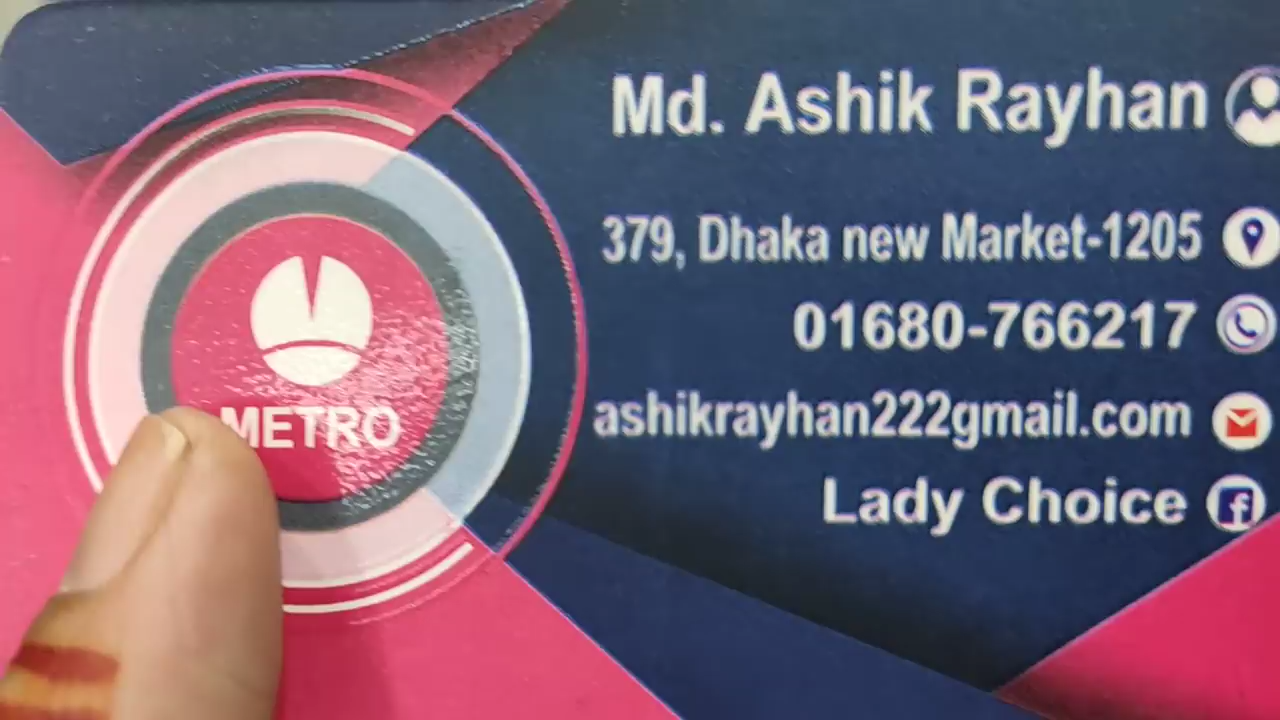 METRO
Md. Ashik Rayhan
379, Dhaka new Market-1205
01680-766217
ashikrayhan222gmail.com
Lady Choice